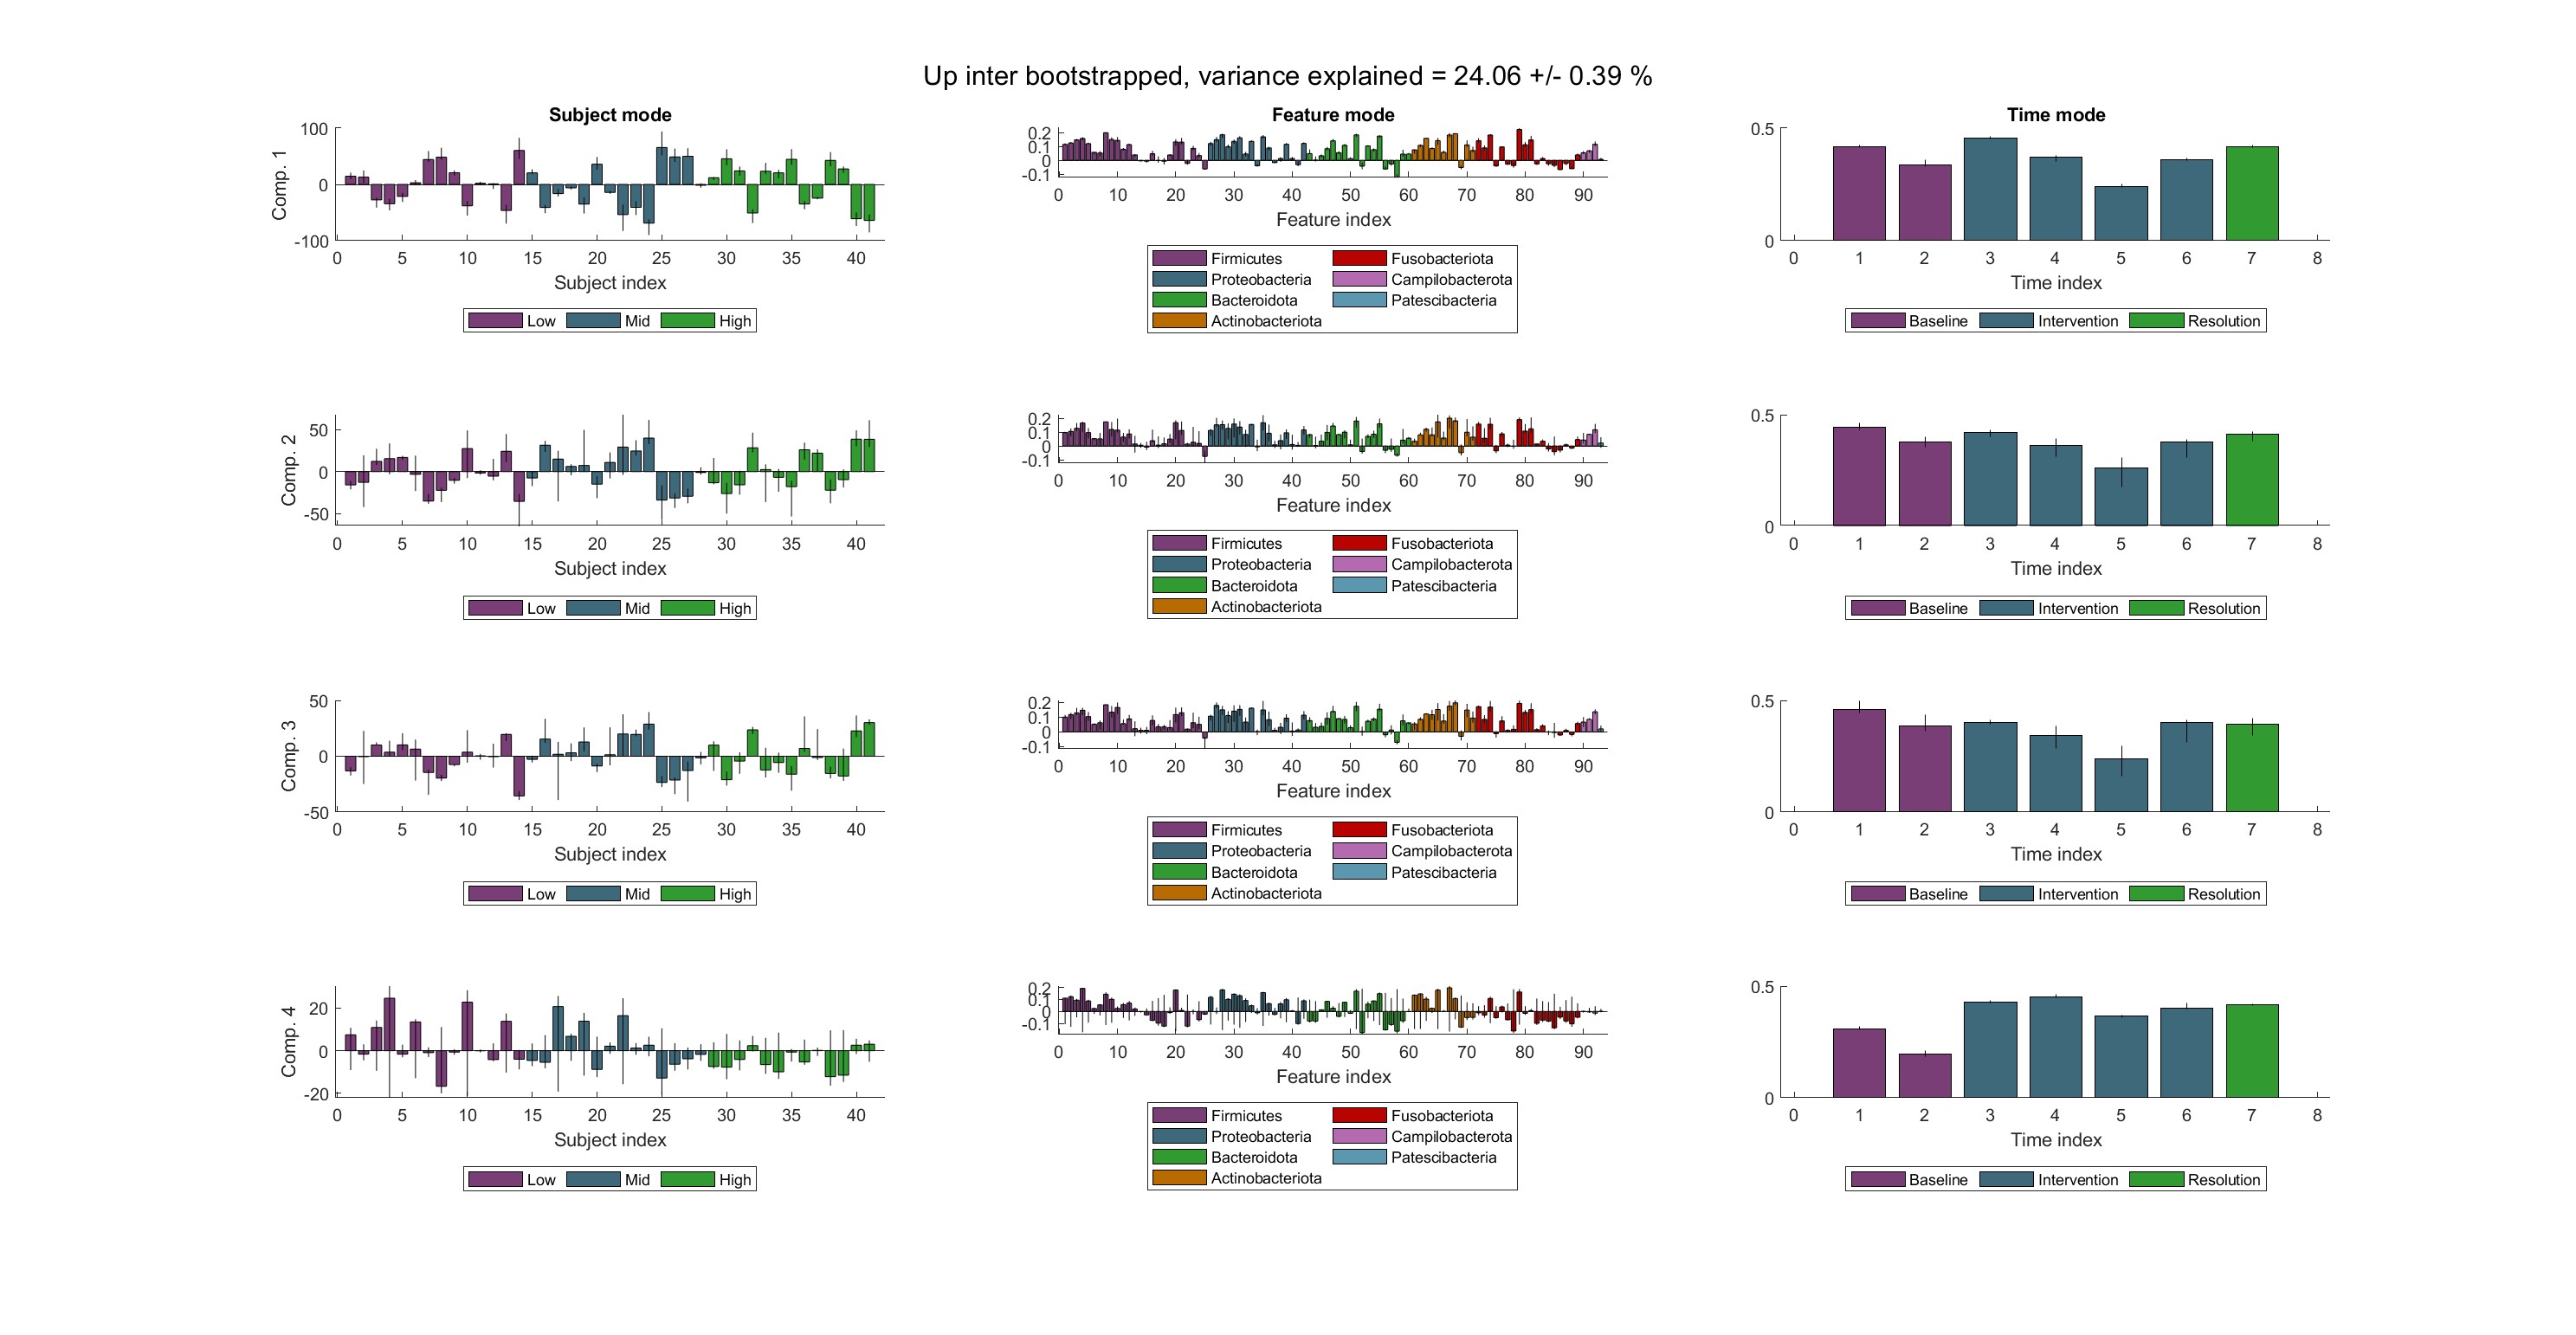 Up inter bootstrapped, variance explained = 24.06 +/- 0.39 %
Subject mode
Feature mode
Time mode
Comp. 1
100
0
-100
0 5 10 15 20 25 30 35 40
Subject index
Low Mid High
0.2
0.1
0
-0.1
0 10 20 30 40 50 60 70 80 90
Feature index
Firmicutes Fusobacteriota
Proteobacteria Campilobacterota
Bacteroidota Patescibacteria
Actinobacteriota
0.5
0
0 1 2 3 4 5 6 7 8
Time index
Baseline Intervention Resolution
Comp. 2
50
0
-50
0 5 10 15 20 25 30 35 40
Subject index
Low Mid High
0.2
0.1
0
-0.1
0 10 20 30 40 50 60 70 80 90
Feature index
Firmicutes Fusobacteriota
Proteobacteria Campilobacterota
Bacteroidota Patescibacteria
Actinobacteriota
0.5
0
0 1 2 3 4 5 6 7 8
Time index
Baseline Intervention Resolution
Comp. 3
50
0
-50
0 5 10 15 20 25 30 35 40
Subject index
Low Mid High
0.2
0.1
0
-0.1
0 10 20 30 40 50 60 70 80 90
Feature index
Firmicutes Fusobacteriota
Proteobacteria Campilobacterota
Bacteroidota Patescibacteria
Actinobacteriota
0.5
0
0 1 2 3 4 5 6 7 8
Time index
Baseline Intervention Resolution
Comp. 4
20
0
-20
0 5 10 15 20 25 30 35 40
Subject index
Low Mid High
0.2
0.1
0
-0.1
0 10 20 30 40 50 60 70 80 90
Feature index
Firmicutes Fusobacteriota
Proteobacteria Campilobacterota
Bacteroidota Patescibacteria
Actinobacteriota
0.5
0
0 1 2 3 4 5 6 7 8
Time index
Baseline Intervention Resolution